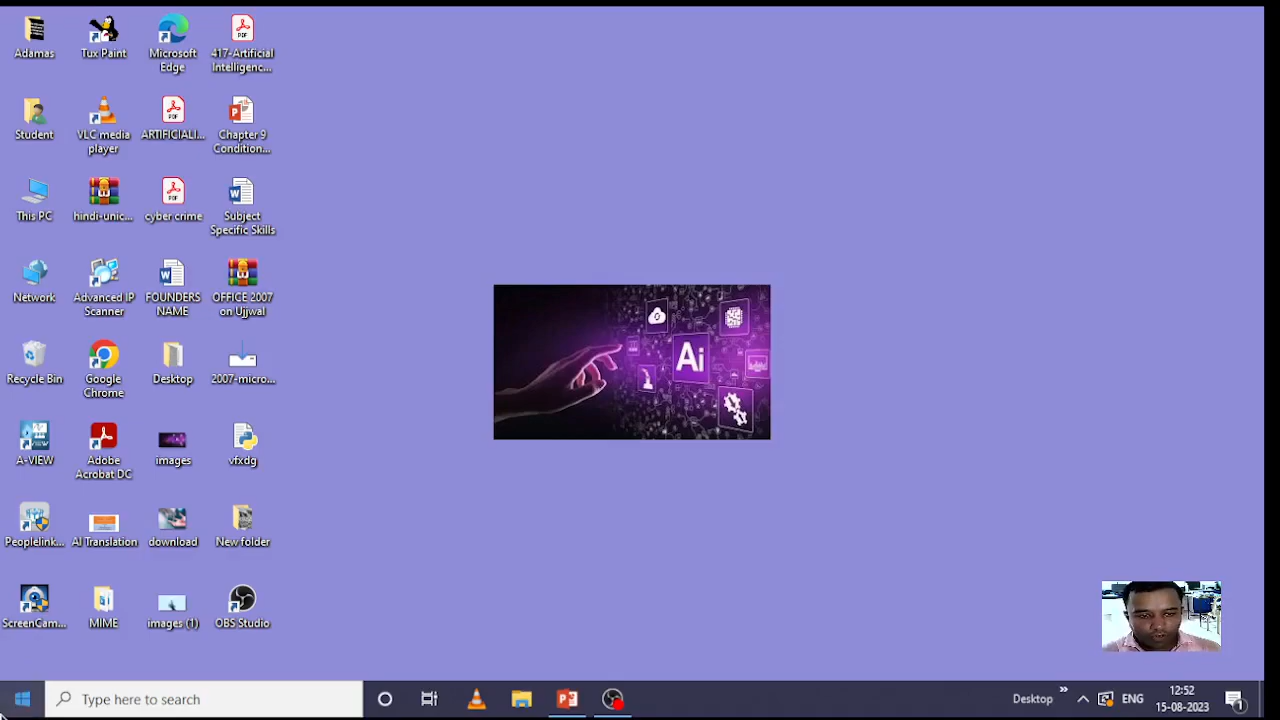 Adamas
Tux Paint
Microsoft
Edge
417-Artificial
Intelligenc...
Student
VLC media
player
ARTIFICIALI...
Chapter 9
Condition...
This PC
hindi-unic...
cyber crime
Subject
Specific Skills
Network
Advanced IP
Scanner
FOUNDERS
NAME
OFFICE 2007
on Ujjwal
Recycle Bin
Google
Chrome
Desktop
2007-micro...
A-VIEW
Adobe
Acrobat DC
images
vfxdg
Peoplelink...
AI Translation
download
New folder
ScreenCam...
MIME
images (1)
OBS Studio
Ai
Type here to search
Desktop
ENG
12:52
15-08-2023
1